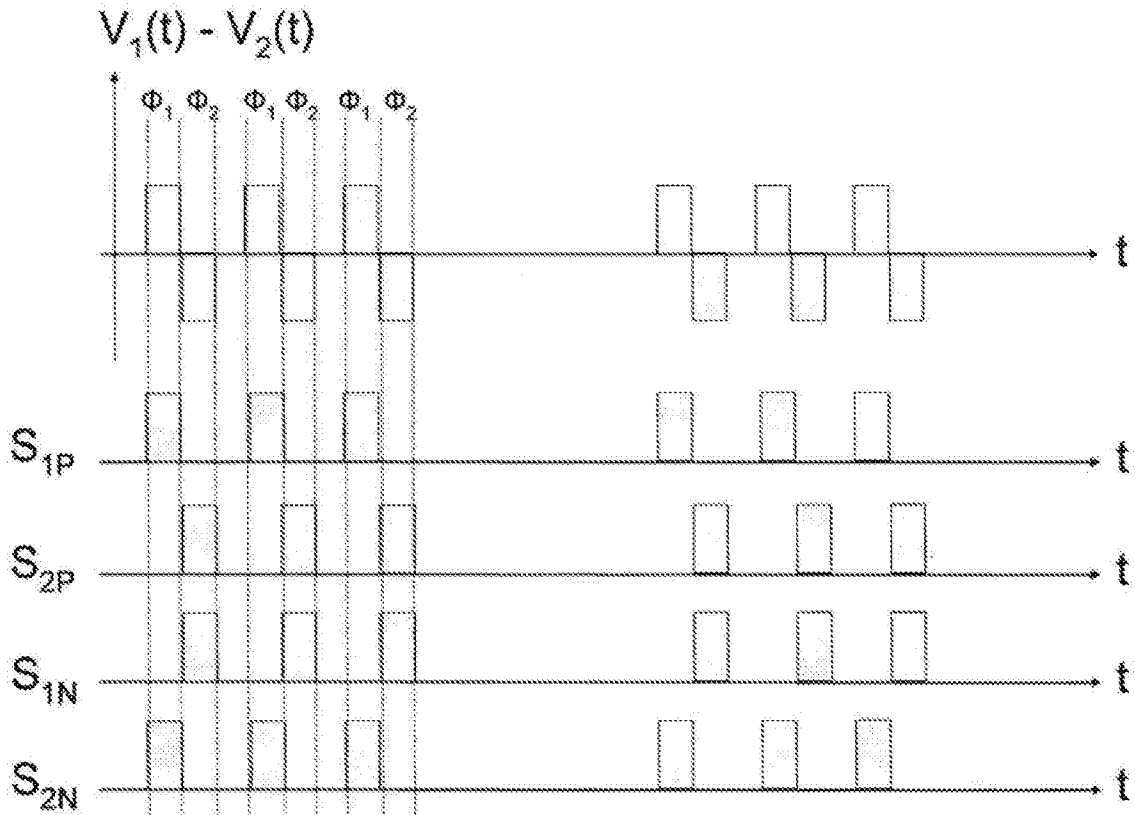 V₁(t) - V₂(t)
Φ₁ Φ₂ Φ₁ Φ₂ Φ₁ Φ₂
t
S₁P t
S₂P t
S₁N t
S₂N t